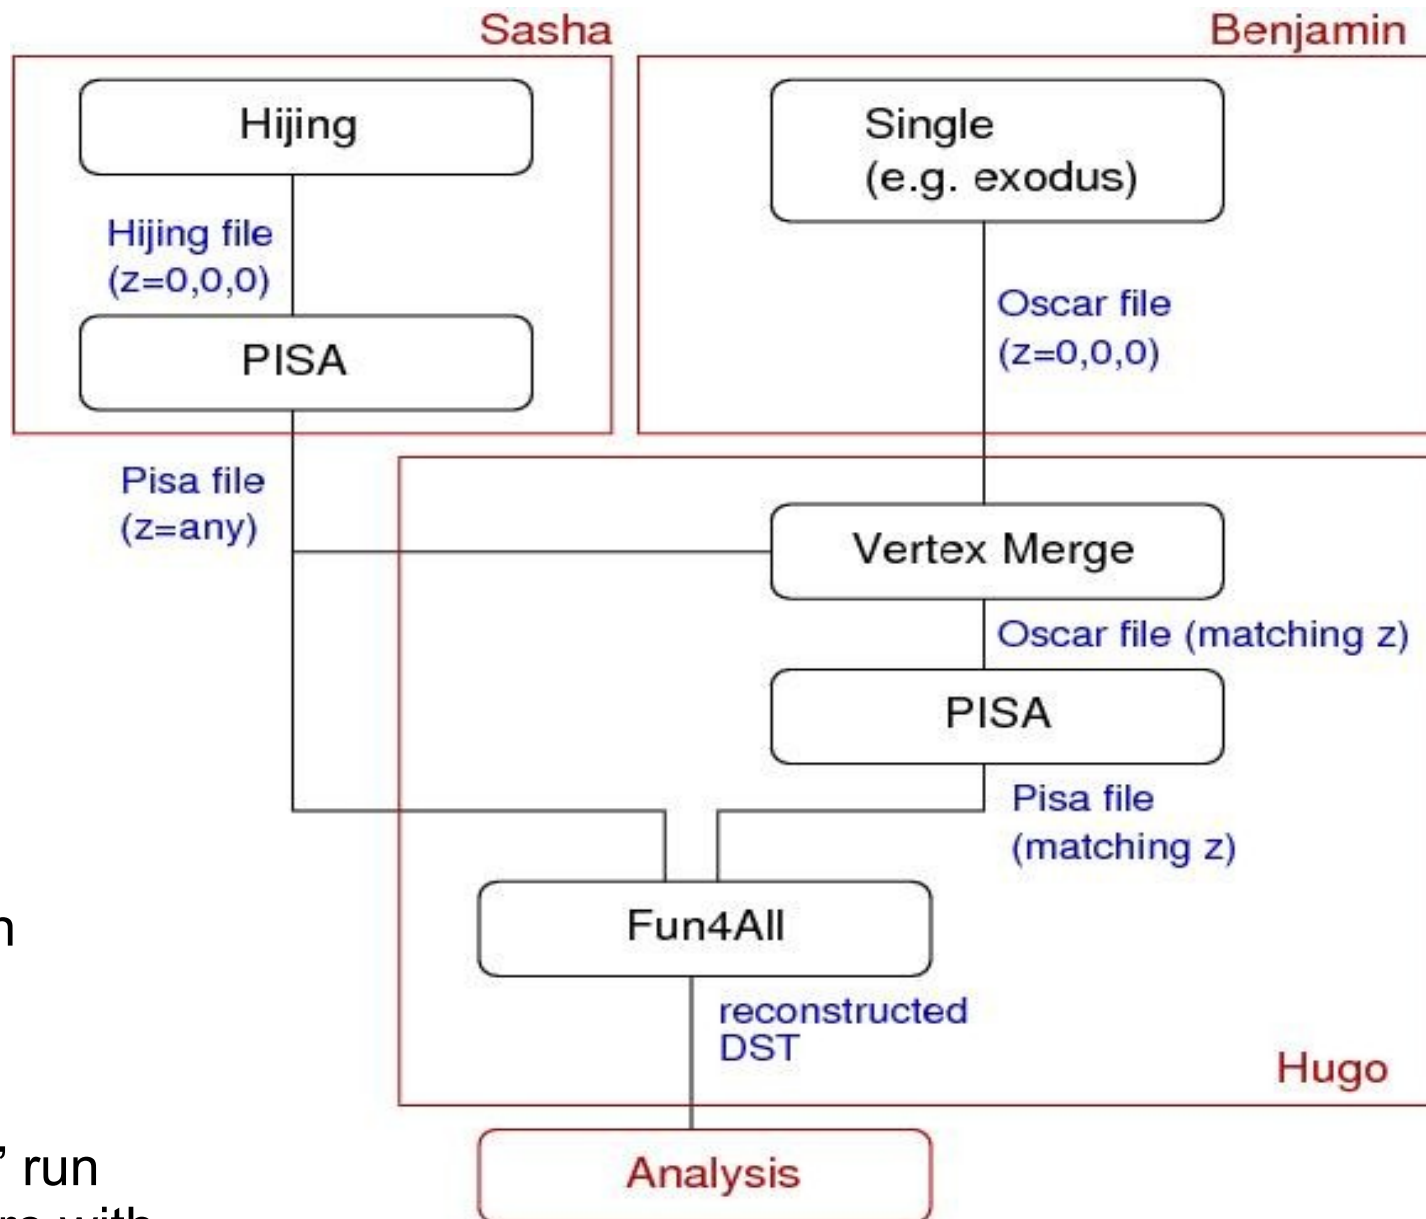 Sasha
Benjamin
Hijing
Single
(e.g. exodus)
Hijing file
(z=0,0,0)
Oscar file
(z=0,0,0)
PISA
Pisa file
(z=any)
Vertex Merge
Oscar file (matching z)
PISA
Pisa file
(matching z)
Fun4All
reconstructed
DST
Hugo
Analysis
” run
with